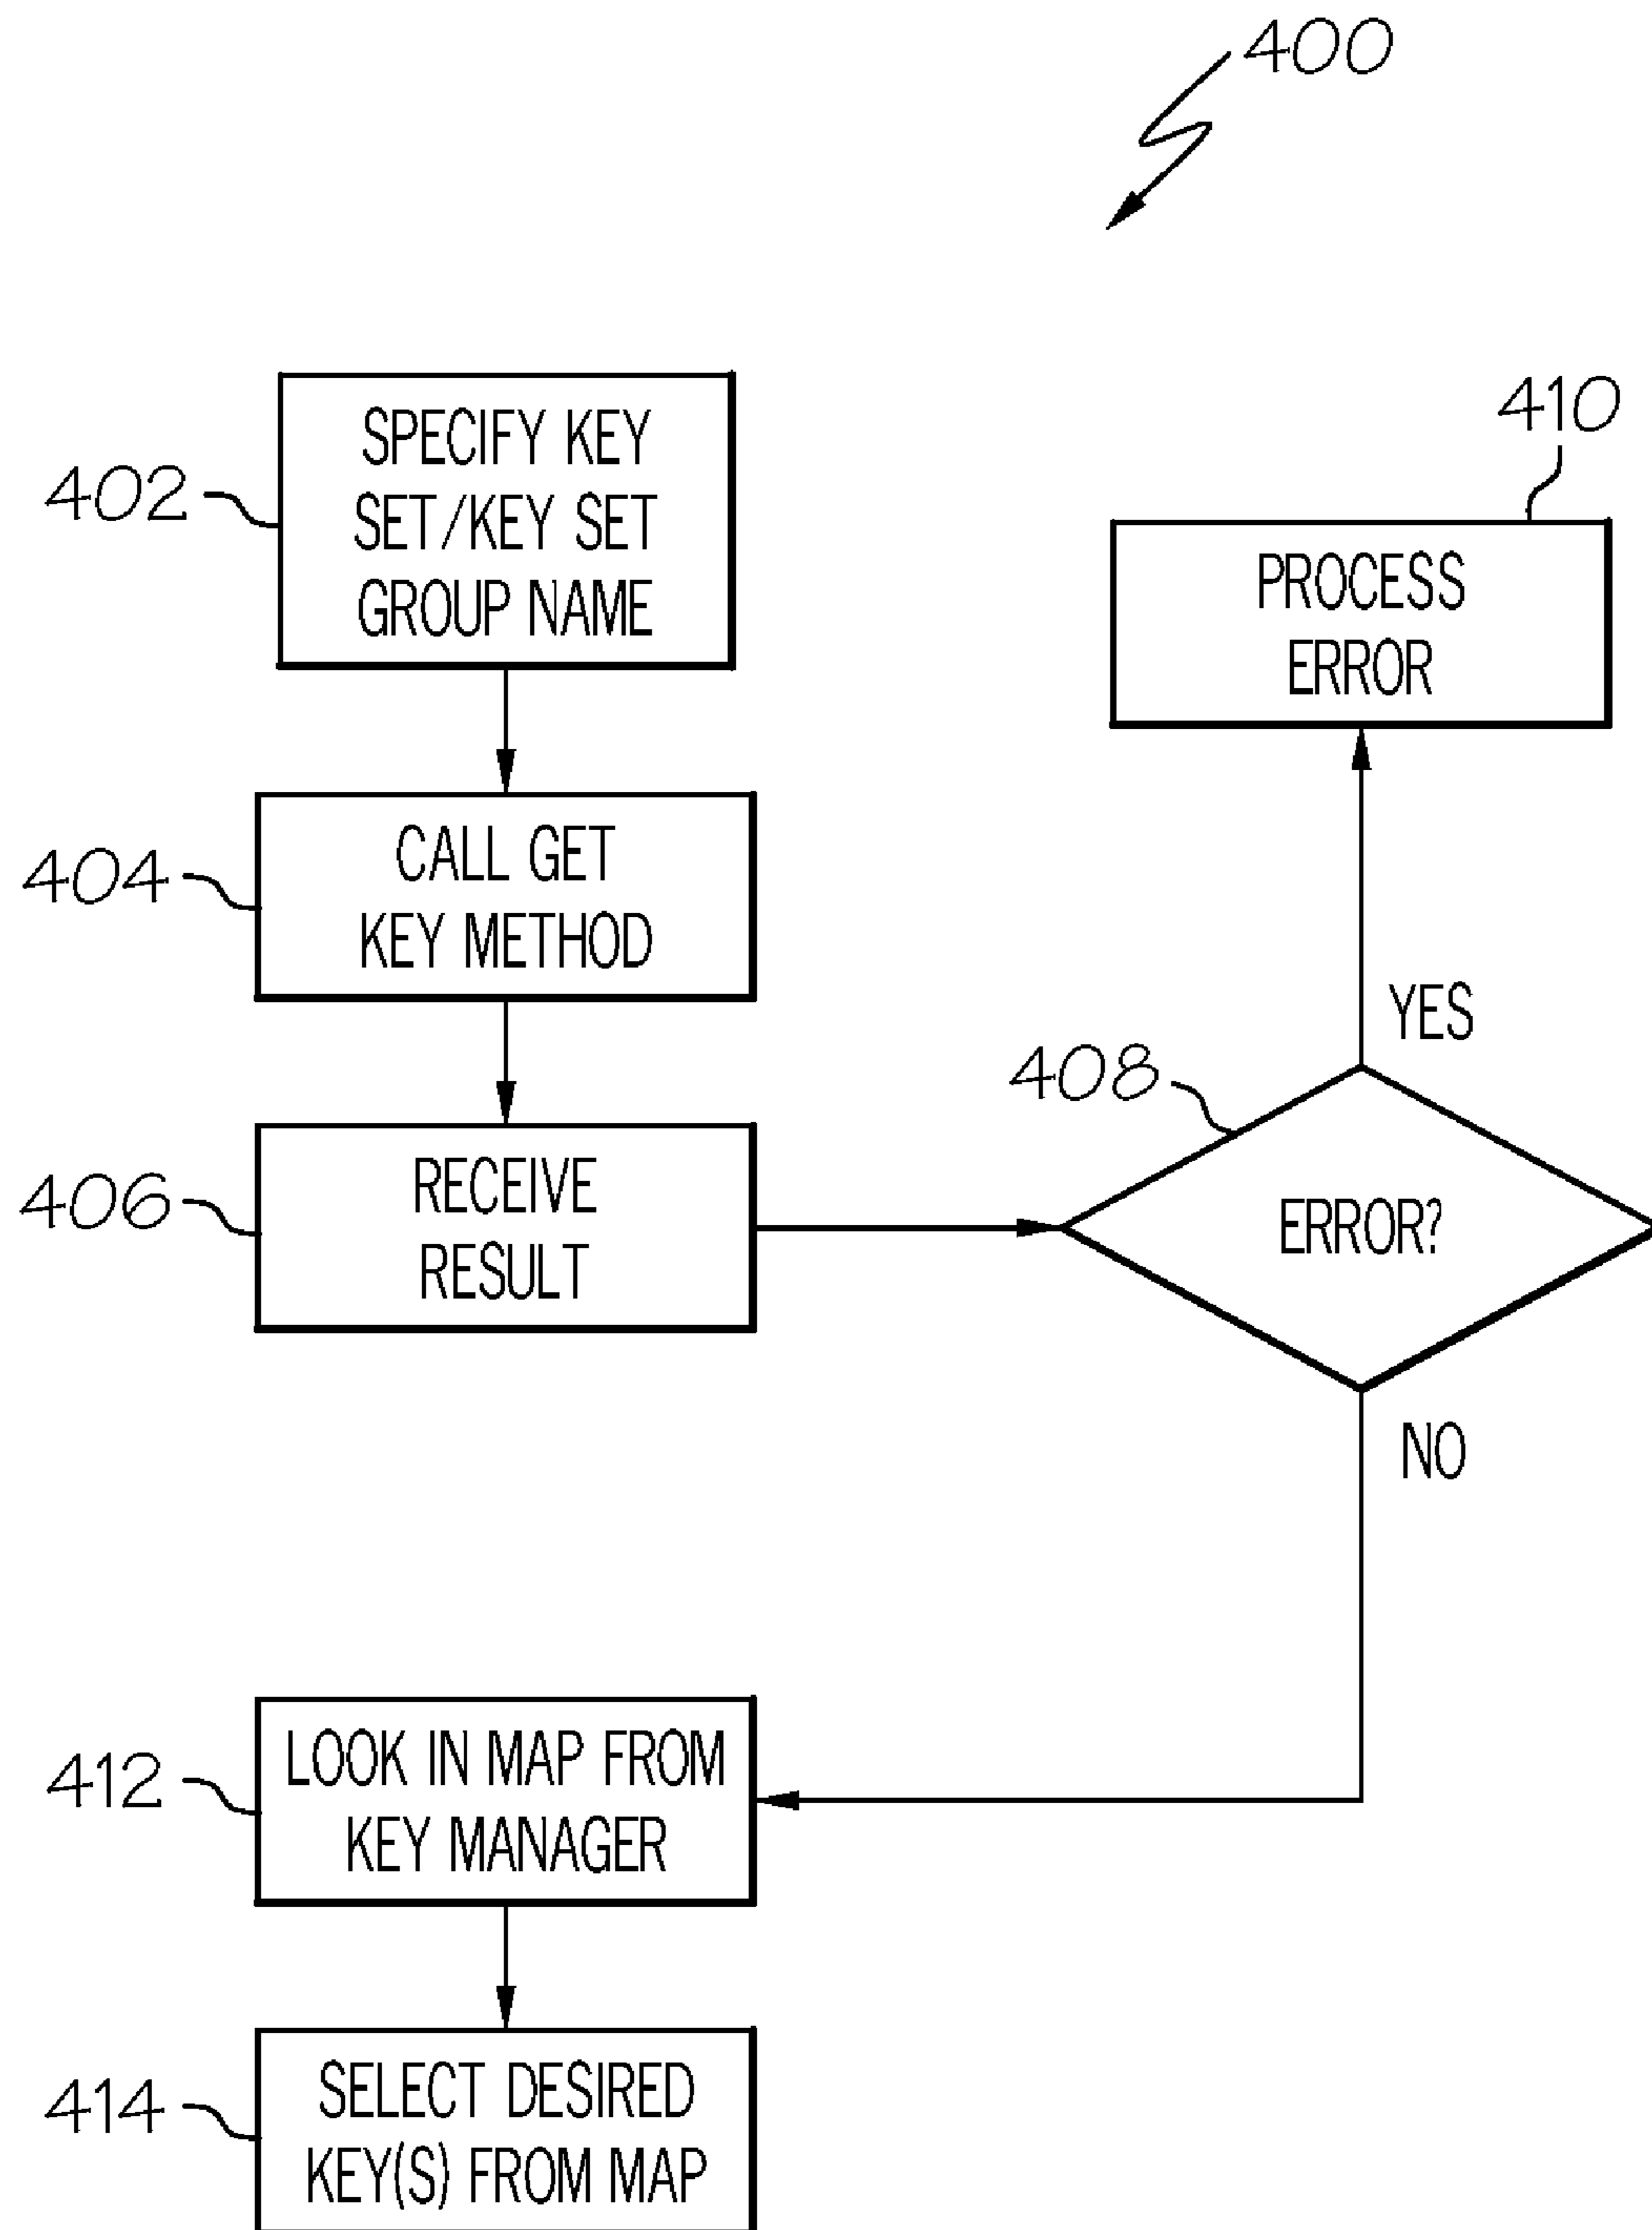 400
402
SPECIFY KEY
SET/KEY SET
GROUP NAME
410
PROCESS
ERROR
404
CALL GET
KEY METHOD
YES
408
406
RECEIVE
RESULT
ERROR?
NO
412
LOOK IN MAP FROM
KEY MANAGER
414
SELECT DESIRED
KEY(S) FROM MAP